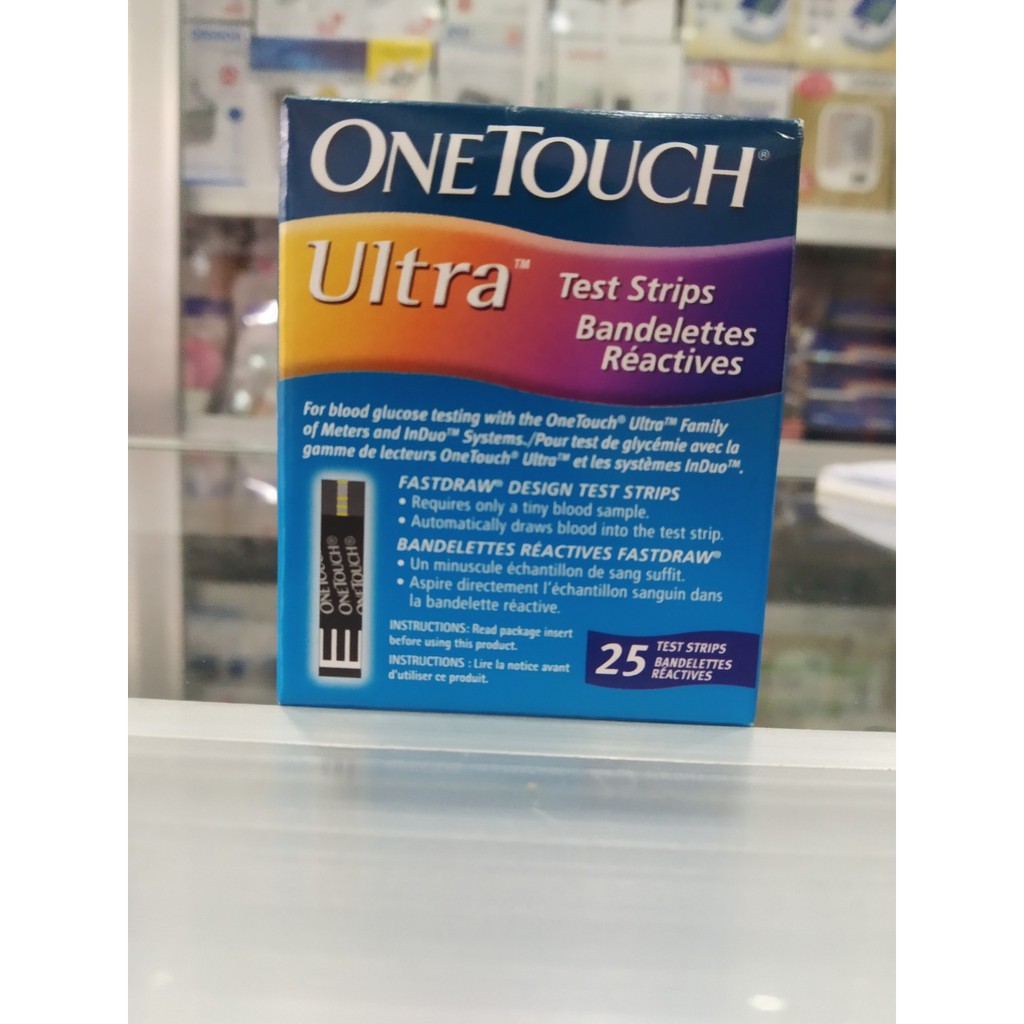 ONETOUCH®
Ultra™
Test Strips
Bandelettes
Réactives
For blood glucose testing with the OneTouch® Ultra™ Family
of Meters and InDuo™ Systems./Pour test de glycémie avec la
gamme de lecteurs OneTouch® Ultra™ et les systèmes InDuo™.
FASTDRAW® DESIGN TEST STRIPS
• Requires only a tiny blood sample.
• Automatically draws blood into the test strip.
BANDELETTES RÉACTIVES FASTDRAW®
• Un minuscule échantillon de sang suffit.
• Aspire directement l'échantillon sanguin dans
la bandelette réactive.
INSTRUCTIONS: Read package insert
before using this product.
INSTRUCTIONS : Lire la notice avant
d'utiliser ce produit.
25 TEST STRIPS
BANDELETTES
RÉACTIVES
ONETOUCH®
ONETOUCH®